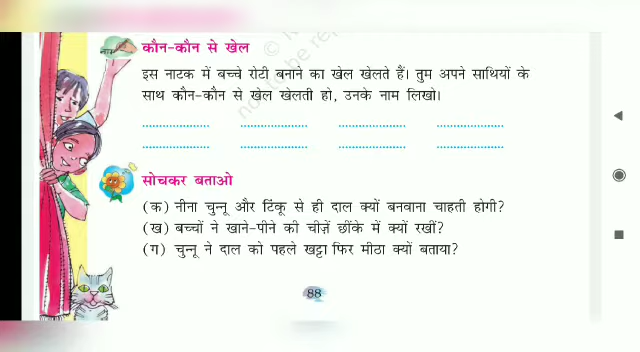 कौन-कौन से खेल
इस नाटक में बच्चे रोटी बनाने का खेल खेलते हैं। तुम अपने साथियों के
साथ कौन-कौन से खेल खेलती हो, उनके नाम लिखो।
सोचकर बताओ
(क) नीना चुन्नू और टिंकू से ही दाल क्यों बनवाना चाहती होगी?
(ख) बच्चों ने खाने-पीने की चीज़ें छींके में क्यों रखीं?
(ग) चुन्नू ने दाल को पहले खट्टा फिर मीठा क्यों बताया?
88